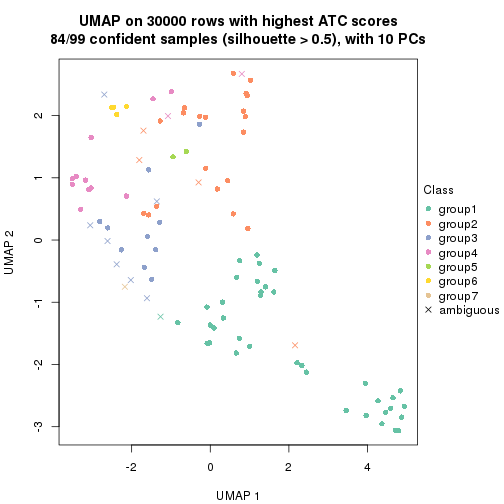 UMAP on 30000 rows with highest ATC scores
84/99 confident samples (silhouette > 0.5), with 10 PCs
UMAP 2
2
1
0
-1
-2
-3
-2
0
2
4
UMAP 1
Class
group1
group2
group3
group4
group5
group6
group7
ambiguous